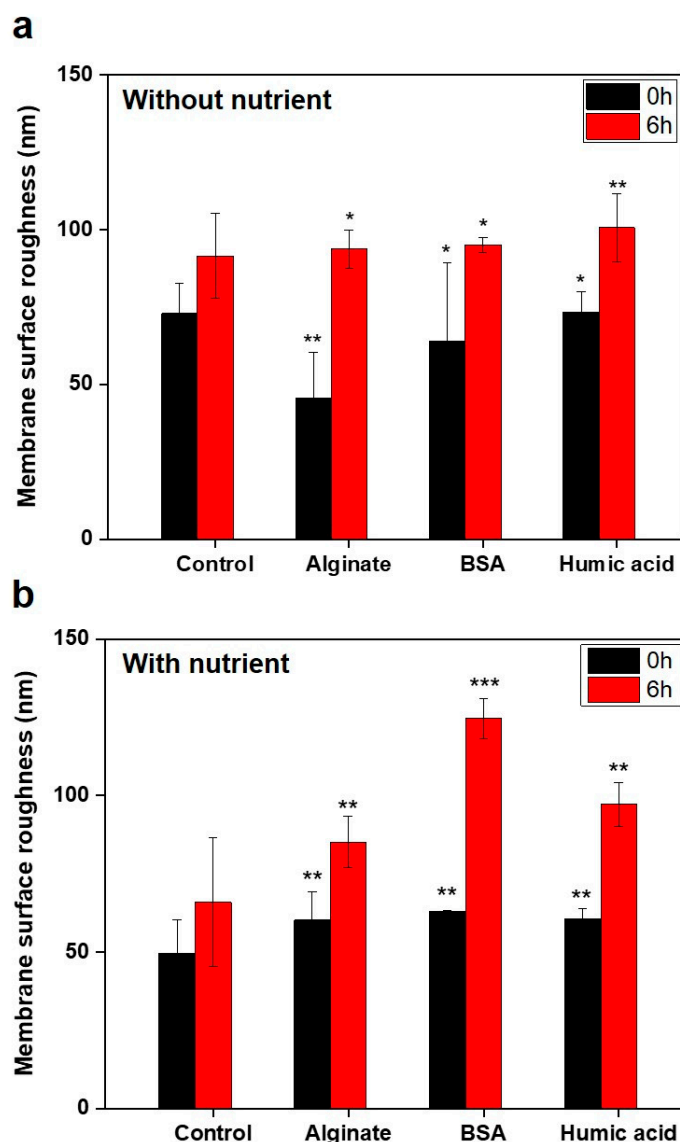 a
Membrane surface roughness (nm)
150
100
50
0
Without nutrient
0h
6h
*
*
**
*
**
*
Control Alginate BSA Humic acid
b
Membrane surface roughness (nm)
150
100
50
0
With nutrient
0h
6h
***
**
**
**
**
**
Control Alginate BSA Humic acid